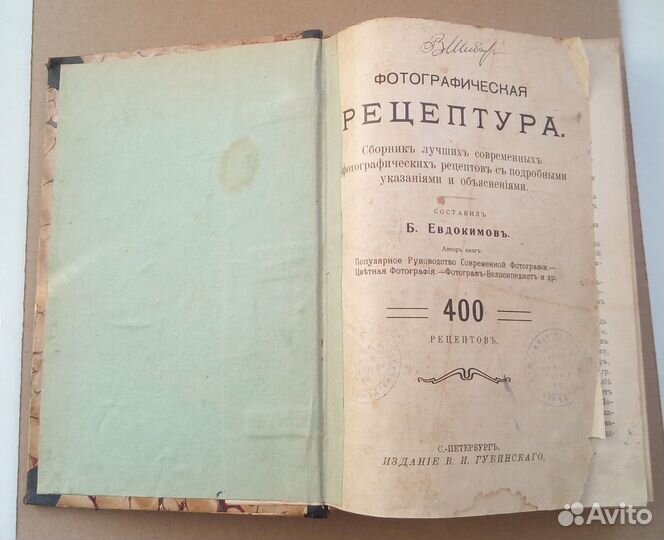 ФОТОГРАФИЧЕСКАЯ
РЕЦЕПТУРА.
Сборникъ лучшихъ современныхъ
фотографическихъ рецептовъ съ подробными
указаніями и объясненіями.
СОСТАВИЛЪ
Б. Евдокимовъ.
Авторъ книгъ
Популярное Руководство Современной Фотографіи.—
Цвѣтная Фотографія.—Фотографъ-Велосипедистъ и др.
400
РЕЦЕПТОВЪ.
С.-ПЕТЕРБУРГЪ.
ИЗДАНІЕ В. И. ГУБИНСКАГО.
Avito